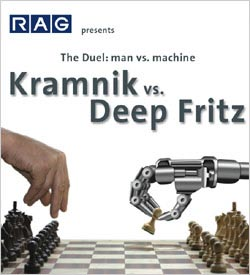 RAG
presents
The Duel: man vs. machine
Kramnik vs.
Deep Fritz